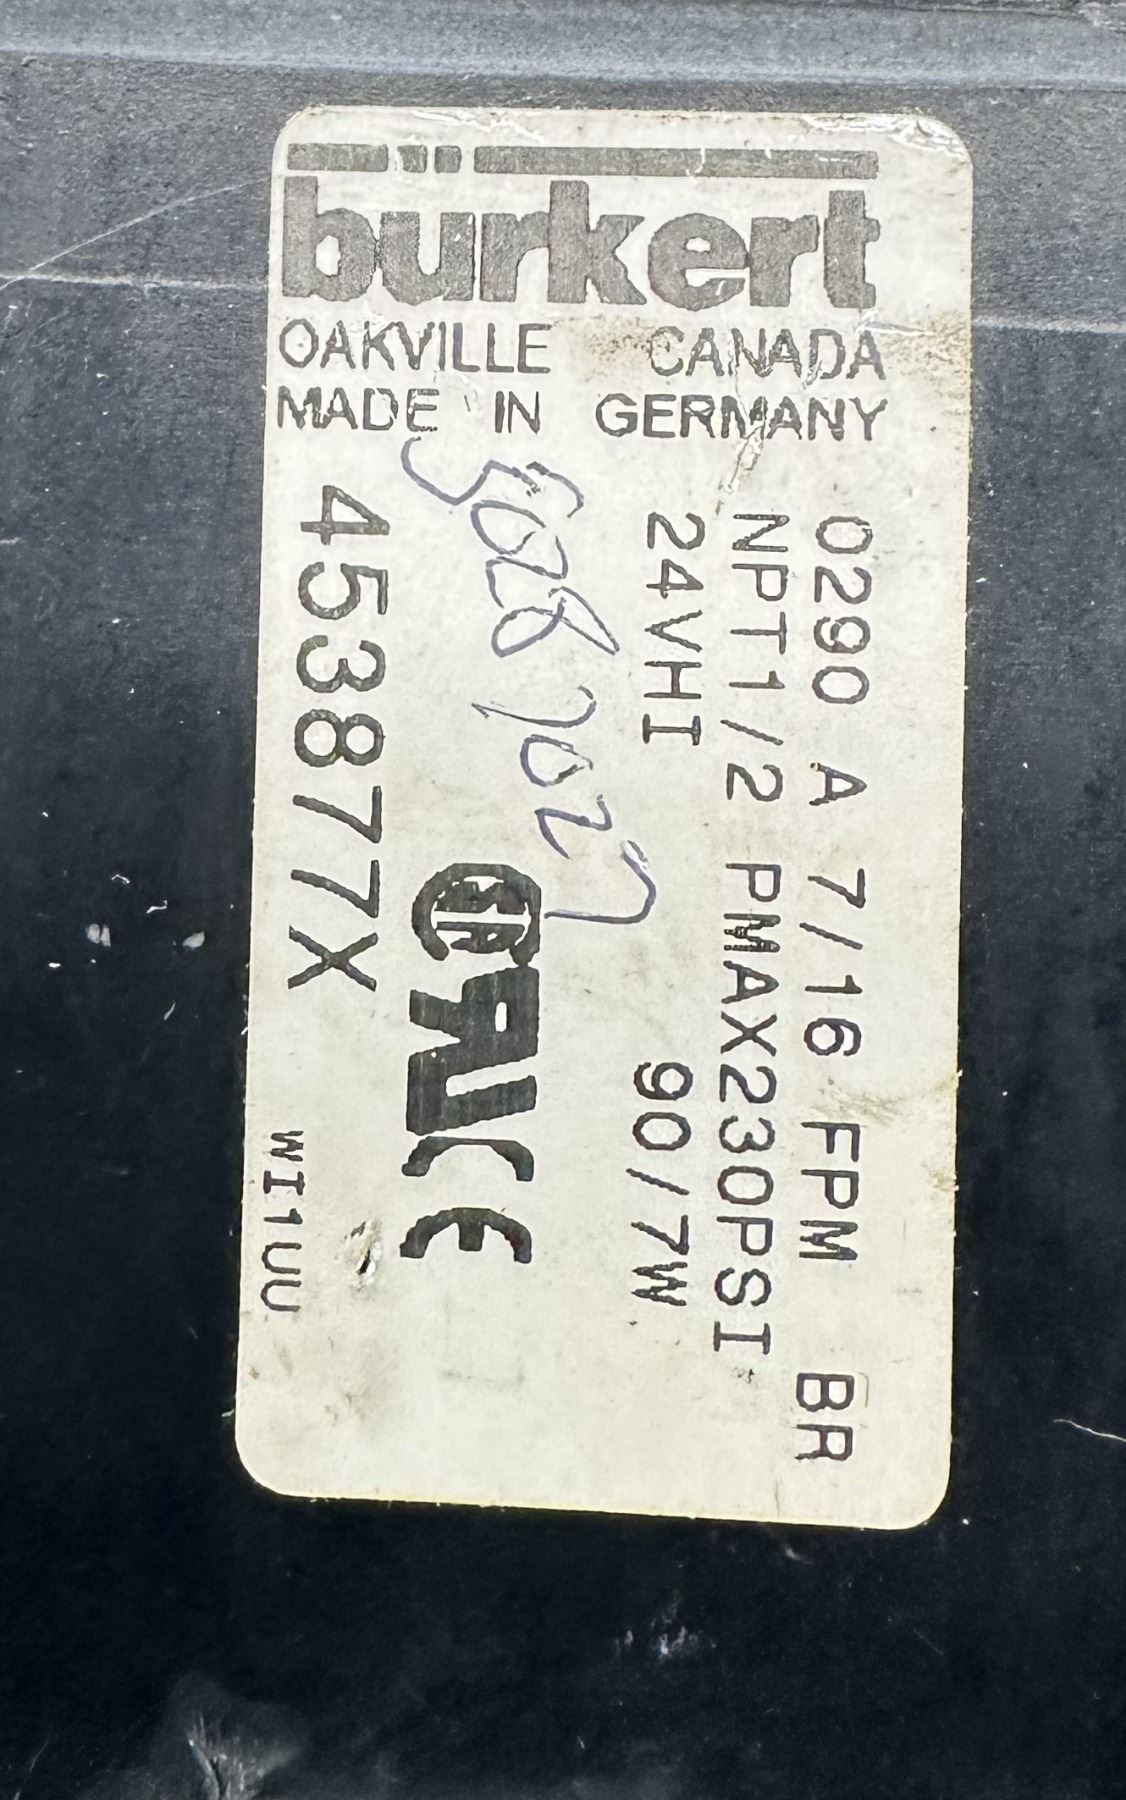 bürkert
OAKVILLE CANADA
MADE IN GERMANY
0290 A 7/16 FPM BR
NPT1/2 PMAX230PSI
24VHI 90/7W
453877X
WI1UU
CE